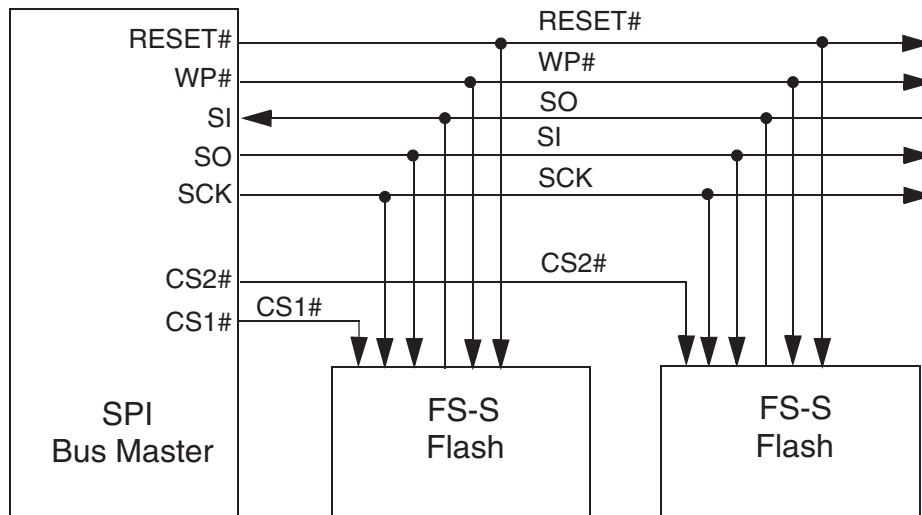 RESET#
RESET#
WP#
WP#
SI
SO
SO
SI
SCK
SCK
CS2#
CS2#
CS1#
CS1#
SPI
Bus Master
FS-S
Flash
FS-S
Flash